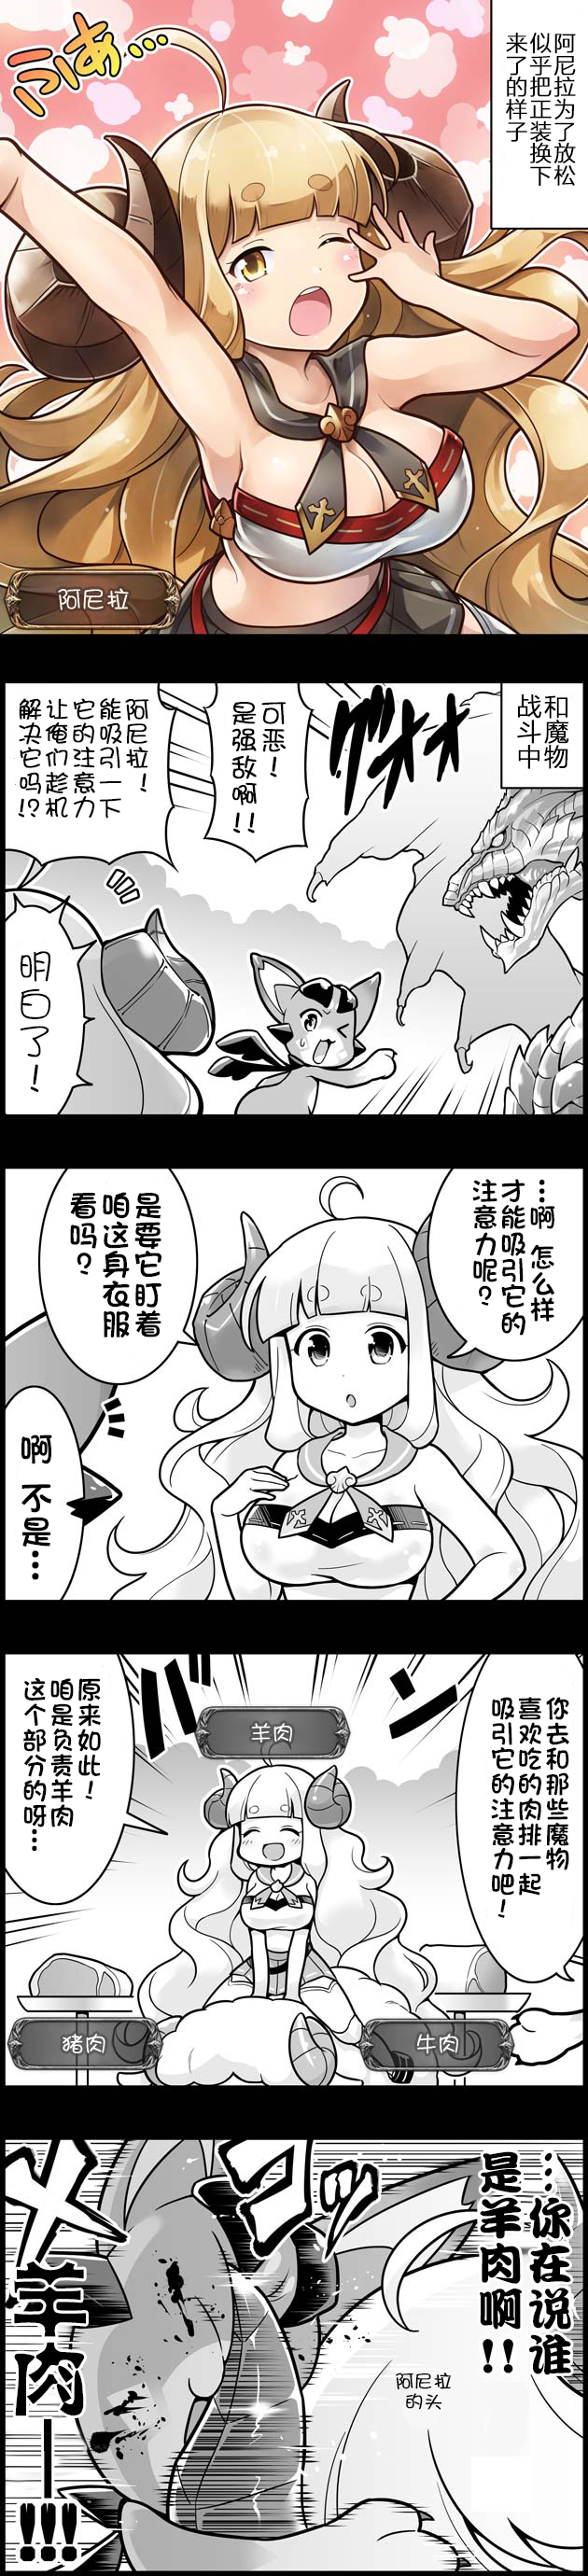 阿尼拉为了放松
似乎把正装换下
来了的样子
ふあぁ…
阿尼拉
和魔物
战斗中
グオオ
可恶！
是强敌啊!!
阿尼拉！
能吸引一下
它的注意力
让俺们趁机
解决它吗!?
明白了！
…啊 怎么样
才能吸引它的
注意力呢？
是要它盯着
咱这身衣服
看吗？
啊 不是…
你去和那些魔物
喜欢吃的肉排一起
吸引它的注意力吧！
羊肉
原来如此！
咱是负责羊肉
这个部分的呀…
猪肉
牛肉
…你在说谁
是羊肉啊!!
阿尼拉
的头
羊肉——!!!